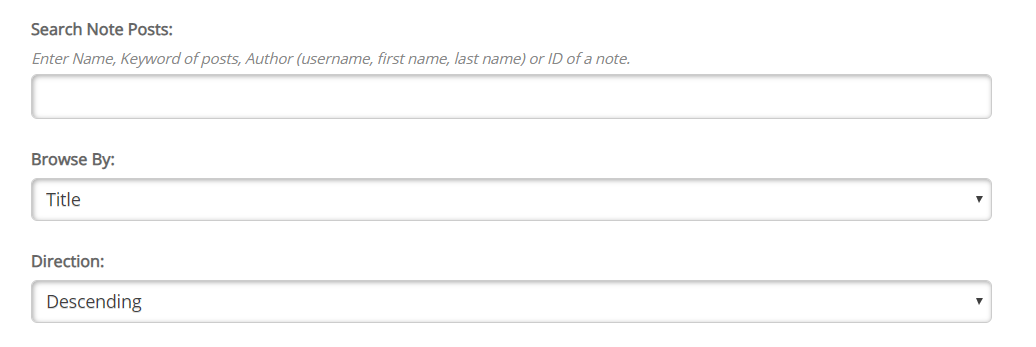 Search Note Posts:
Enter Name, Keyword of posts, Author (username, first name, last name) or ID of a note.
Browse By:
Title
Direction:
Descending